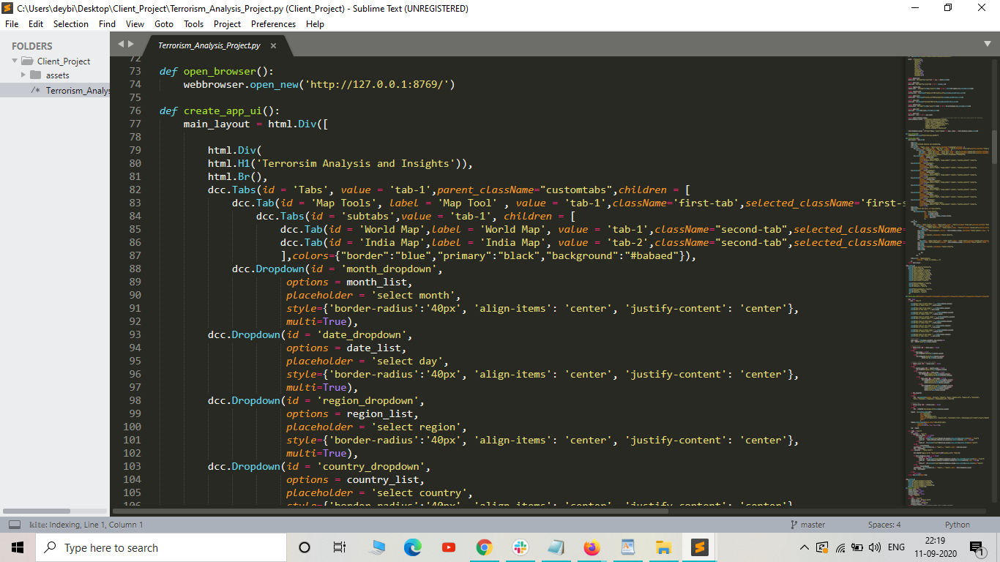 C:\Users\deybi\Desktop\Client_Project\Terrorism_Analysis_Project.py (Client_Project) - Sublime Text (UNREGISTERED)
File Edit Selection Find View Goto Tools Project Preferences Help
FOLDERS
Client_Project
assets
/* Terrorism_Analys
Terrorism_Analysis_Project.py
72
73 def open_browser():
74     webbrowser.open_new('http://127.0.0.1:8769/')
75
76 def create_app_ui():
77     main_layout = html.Div([
78
79         html.Div(
80         html.H1('Terrorsim Analysis and Insights')),
81         html.Br(),
82         dcc.Tabs(id = 'Tabs', value = 'tab-1',parent_className="customtabs",children = [
83             dcc.Tab(id = 'Map Tools', label = 'Map Tool' , value = 'tab-1',className='first-tab',selected_className='first-s
84                 dcc.Tabs(id = 'subtabs',value = 'tab-1', children = [
85                     dcc.Tab(id = 'World Map',label = 'World Map', value = 'tab-1',className="second-tab",selected_className=
86                     dcc.Tab(id = 'India Map',label = 'India Map', value = 'tab-2',className="second-tab",selected_className=
87                     ],colors={"border":"blue","primary":"black","background":"#babaed"}),
88             dcc.Dropdown(id = 'month_dropdown',
89                      options = month_list,
90                      placeholder = 'select month',
91                      style={'border-radius':'40px', 'align-items': 'center', 'justify-content': 'center'},
92                      multi=True),
93         dcc.Dropdown(id = 'date_dropdown',
94                      options = date_list,
95                      placeholder = 'select day',
96                      style={'border-radius':'40px', 'align-items': 'center', 'justify-content': 'center'},
97                      multi=True),
98         dcc.Dropdown(id = 'region_dropdown',
99                      options = region_list,
100                      placeholder = 'select region',
101                      style={'border-radius':'40px', 'align-items': 'center', 'justify-content': 'center'},
102                      multi=True),
103         dcc.Dropdown(id = 'country_dropdown',
104                      options = country_list,
105                      placeholder = 'select country',
106                      style={'border-radius':'40px', 'align-items': 'center', 'justify-content': 'center'}
kite: Indexing, Line 1, Column 1
master
Spaces: 4
Python
Type here to search
ENG
22:19
11-09-2020
1